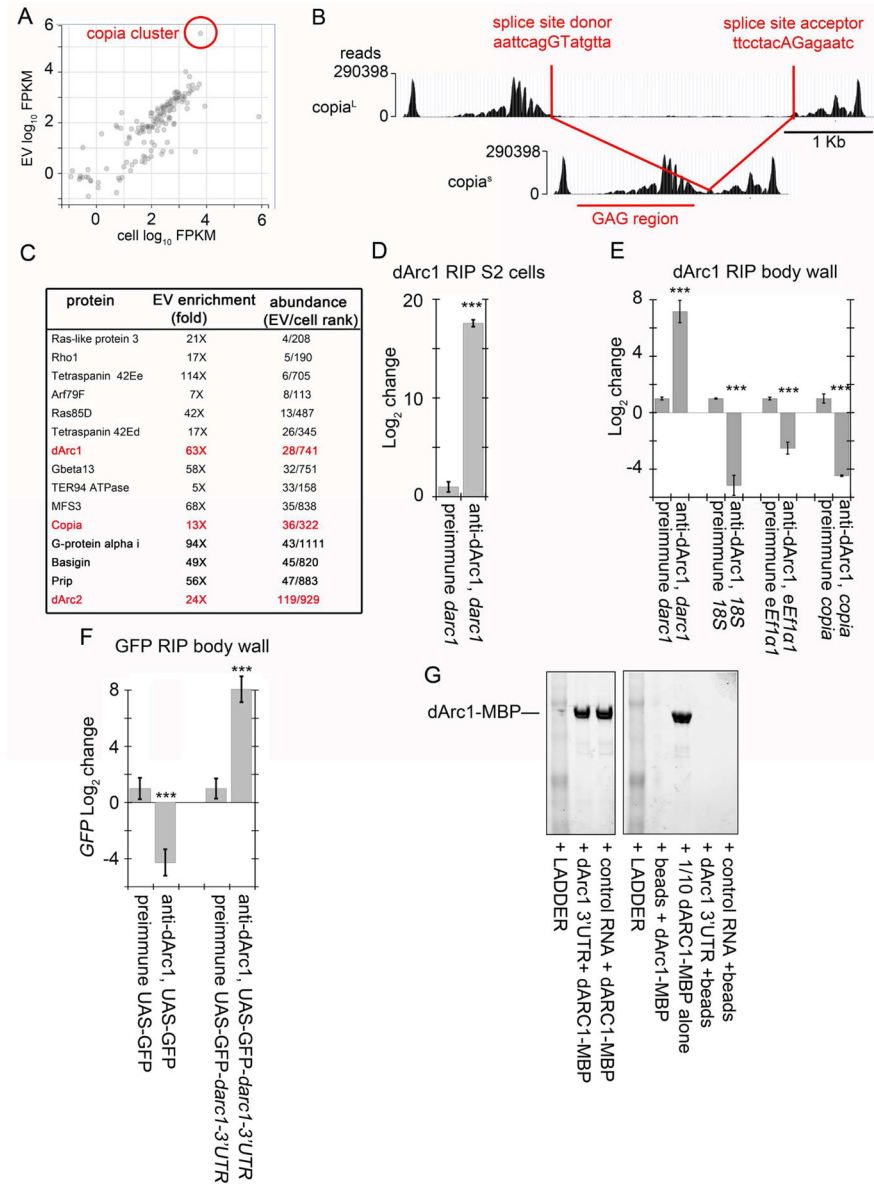 A
copia cluster
EV log10 FPKM
6
4
2
0
0
2
4
6
cell log10 FPKM
B
splice site donor
aattcagGTatgtta
splice site acceptor
ttcctacAGagaatc
reads
290398
copiaL
0
1 Kb
290398
copias
0
GAG region
C
protein EV enrichment (fold) abundance (EV/cell rank)
Ras-like protein 3 21X 4/208
Rho1 17X 5/190
Tetraspanin 42Ee 114X 6/705
Arf79F 7X 8/113
Ras85D 42X 13/487
Tetraspanin 42Ed 17X 26/345
dArc1 63X 28/741
Gbeta13 58X 32/751
TER94 ATPase 5X 33/158
MFS3 68X 35/838
Copia 13X 36/322
G-protein alpha i 94X 43/1111
Basigin 49X 45/820
Prip 56X 47/883
dArc2 24X 119/929
D
dArc1 RIP S2 cells
Log2 change
20
10
0
***
preimmune darc1
anti-dArc1, darc1
E
dArc1 RIP body wall
Log2 change
8
4
0
-4
***
***
***
***
preimmune darc1
anti-dArc1, darc1
preimmune 18S
anti-dArc1, 18S
preimmune eEf1α1
anti-dArc1, eEf1α1
preimmune copia
anti-dArc1, copia
F
GFP RIP body wall
GFP Log2 change
8
4
0
-4
***
***
preimmune UAS-GFP
anti-dArc1, UAS-GFP
preimmune UAS-GFP-darc1-3'UTR
anti-dArc1, UAS-GFP-darc1-3'UTR
G
dArc1-MBP—
+ LADDER
+ dArc1 3'UTR+ dARC1-MBP
+ control RNA + dARC1-MBP
+ LADDER
+ beads + dArc1-MBP
+ 1/10 dARC1-MBP alone
+ dArc1 3'UTR +beads
+ control RNA +beads